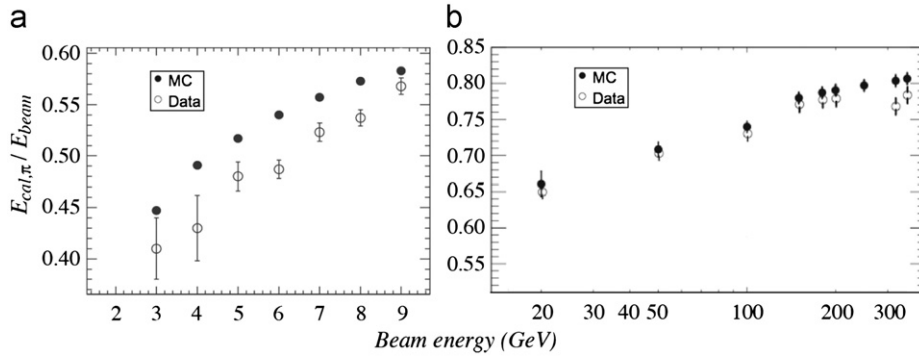 a
b
0.60
0.55
0.50
0.45
0.40
E_{cal,π} / E_{beam}
MC
Data
2 3 4 5 6 7 8 9
0.85
0.80
0.75
0.70
0.65
0.60
0.55
MC
Data
20 30 40 50 100 200 300
Beam energy (GeV)